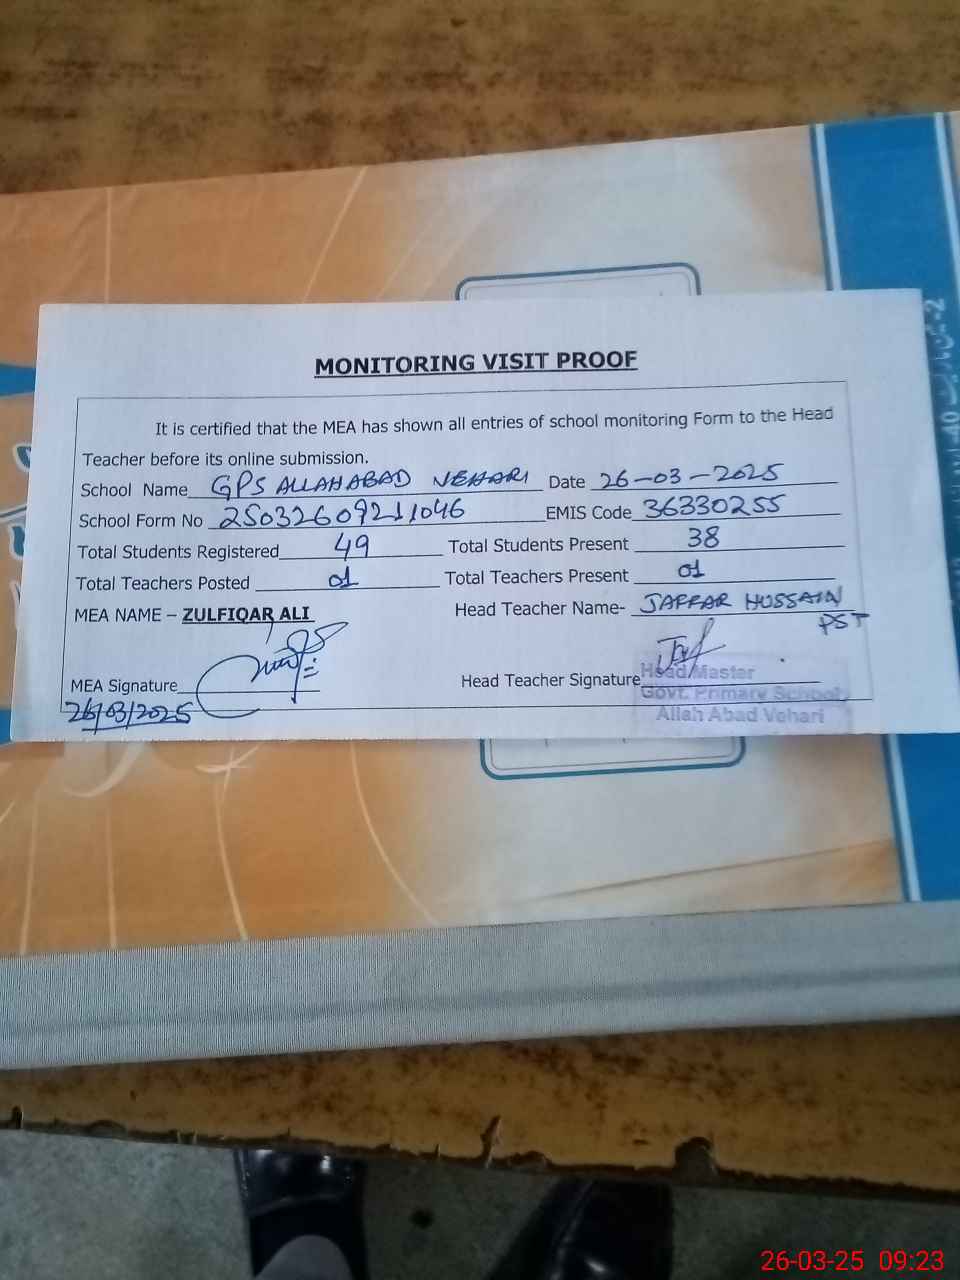 MONITORING VISIT PROOF
It is certified that the MEA has shown all entries of school monitoring Form to the Head
Teacher before its online submission.
School Name GPS ALLAHABAD VEHARI Date 26-03-2025
School Form No 25032609211046 EMIS Code 36330255
Total Students Registered 49 Total Students Present 38
Total Teachers Posted 01 Total Teachers Present 01
MEA NAME – ZULFIQAR ALI Head Teacher Name- JAFFAR HUSSAIN
PST
MEA Signature Head Teacher Signature
26/03/2025
Head Master
Govt. Primary School
Allah Abad Vehari
26-03-25 09:23